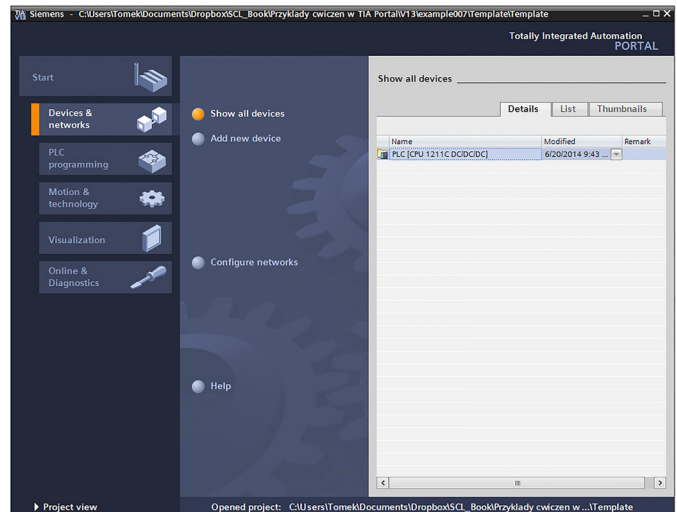 Siemens - C:\Users\Tomek\Documents\Dropbox\SCL_Book\Przyklady cwiczen w TIA Portal\V13\example007\Template\Template
Totally Integrated Automation
PORTAL
Start
Devices &
networks
PLC
programming
Motion &
technology
Visualization
Online &
Diagnostics
Show all devices
Add new device
Configure networks
Help
Show all devices
Details List Thumbnails
Name Modified Remark
PLC [CPU 1211C DC/DC/DC] 6/20/2014 9:43 ...
Project view
Opened project: C:\Users\Tomek\Documents\Dropbox\SCL_Book\Przyklady cwiczen w ...\Template